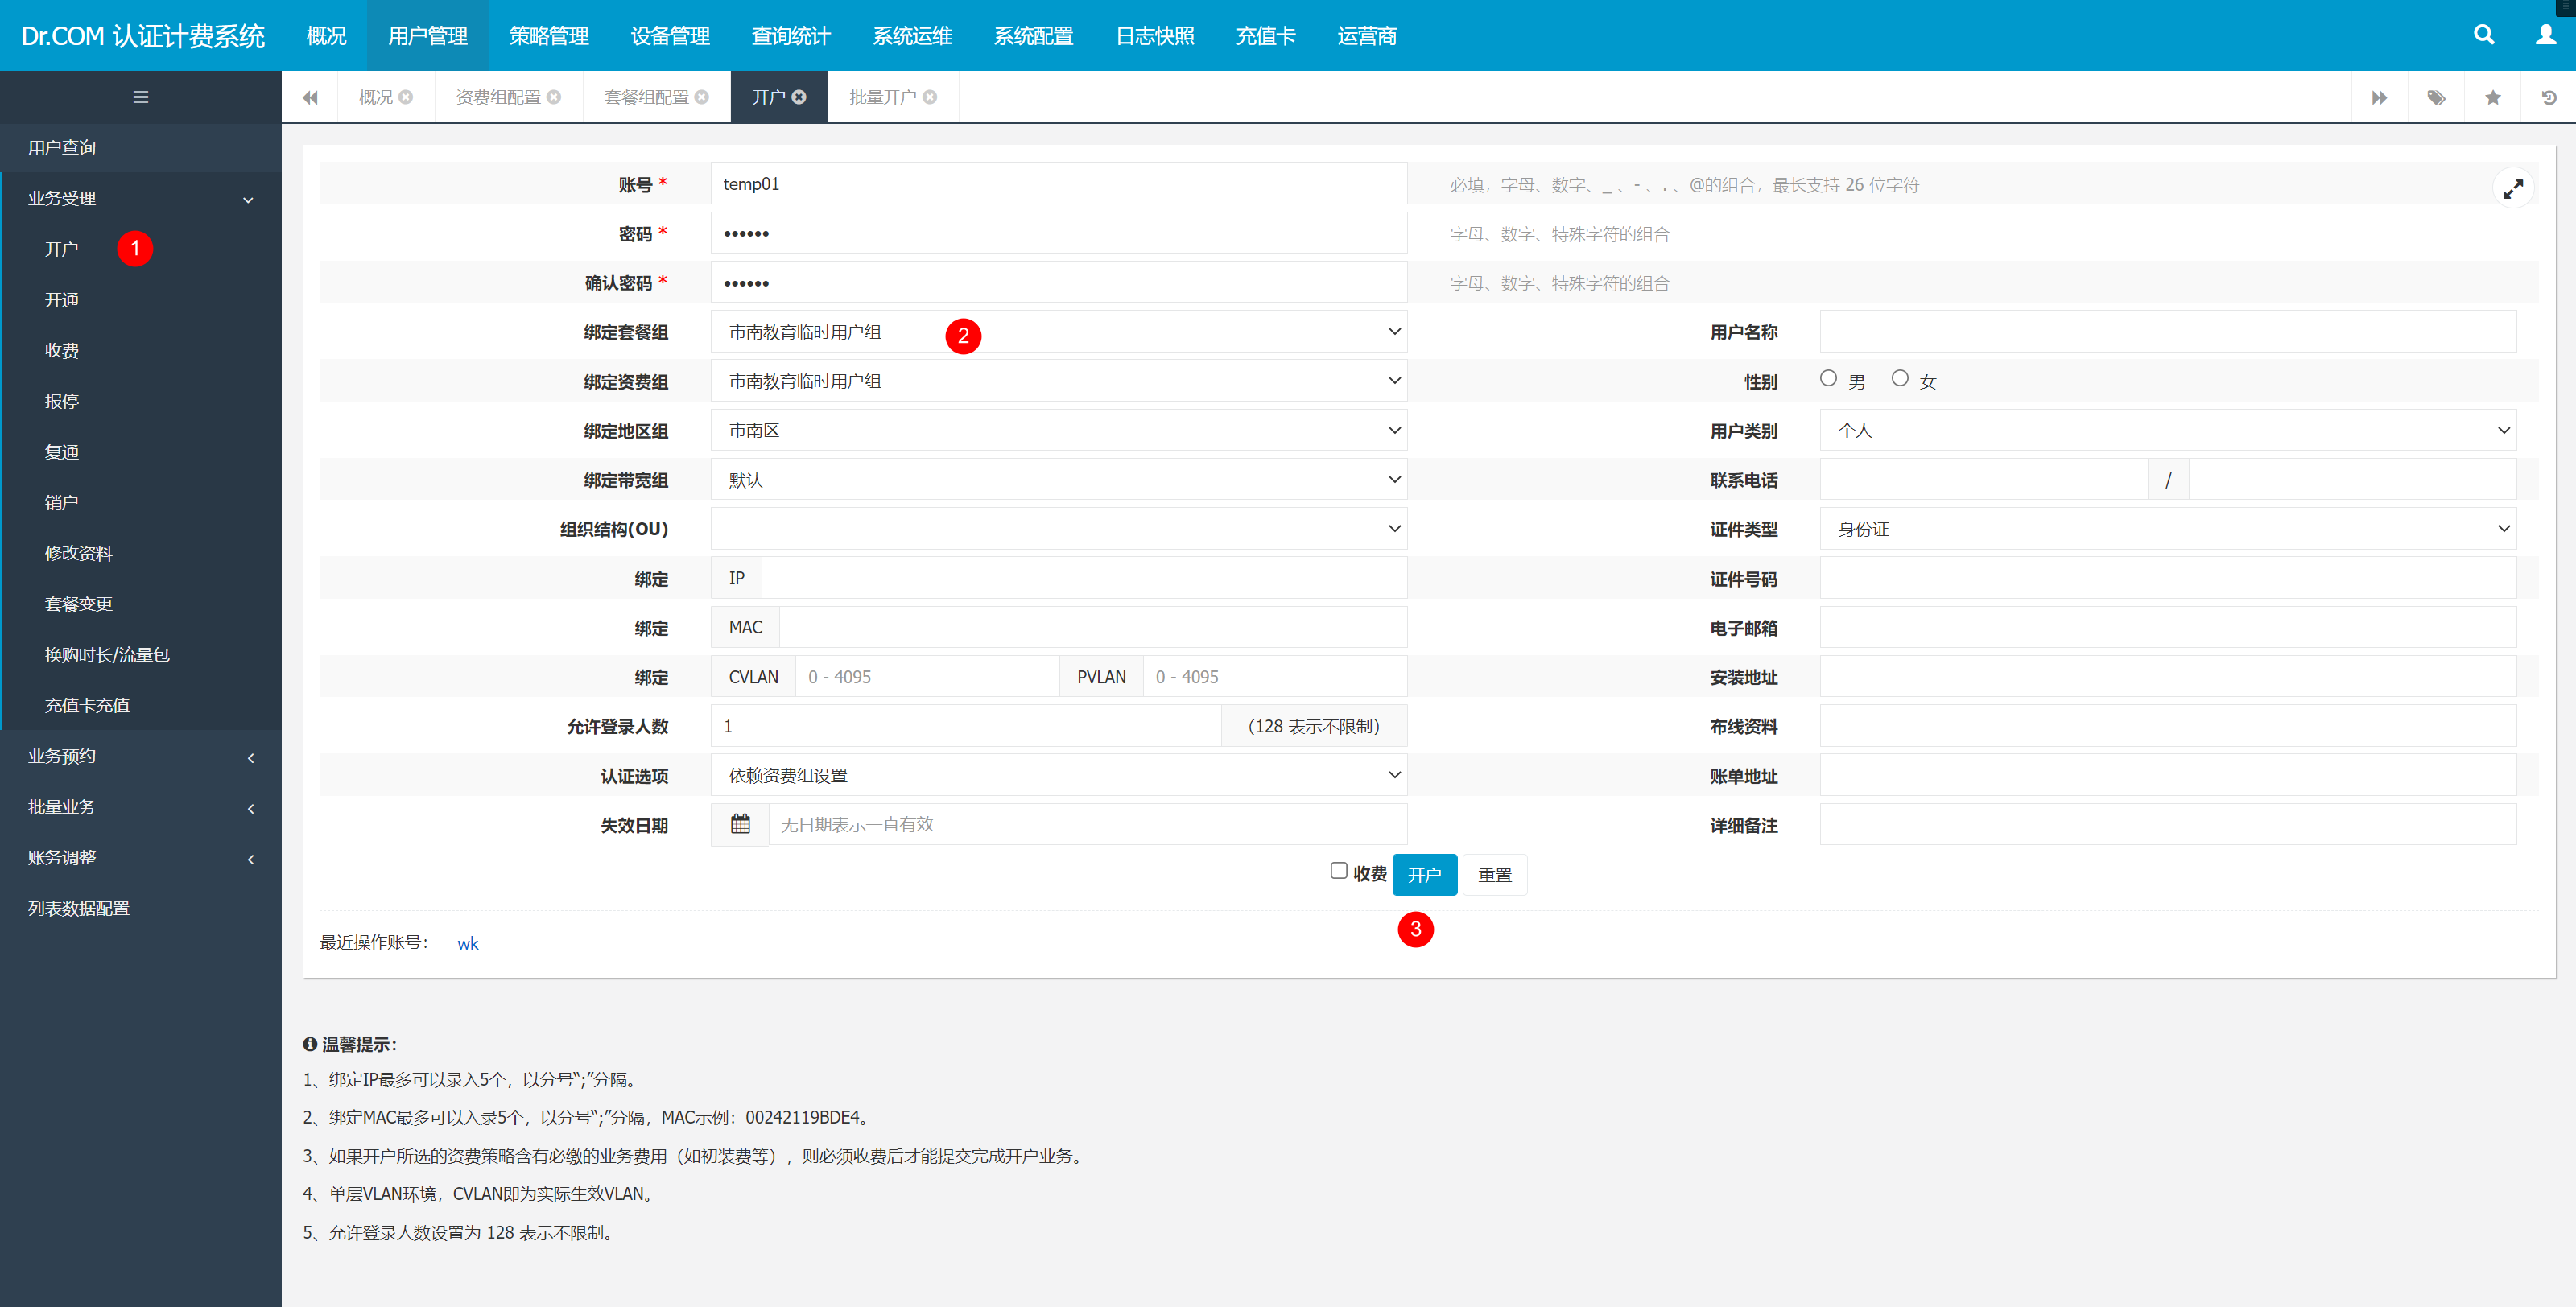 Dr.COM 认证计费系统 概况 用户管理 策略管理 设备管理 查询统计 系统运维 系统配置 日志快照 充值卡 运营商
概况 资费组配置 套餐组配置 开户 批量开户
用户查询
业务受理
开户 1
开通
收费
报停
复通
销户
修改资料
套餐变更
换购时长/流量包
充值卡充值
业务预约
批量业务
账务调整
列表数据配置
账号 * temp01 必填，字母、数字、_ 、- 、. 、@的组合，最长支持 26 位字符
密码 * •••••• 字母、数字、特殊字符的组合
确认密码 * •••••• 字母、数字、特殊字符的组合
绑定套餐组 市南教育临时用户组 2 用户名称
绑定资费组 市南教育临时用户组 性别 男 女
绑定地区组 市南区 用户类别 个人
绑定带宽组 默认 联系电话 /
组织结构(OU) 证件类型 身份证
绑定 IP 证件号码
绑定 MAC 电子邮箱
绑定 CVLAN 0 - 4095 PVLAN 0 - 4095 安装地址
允许登录人数 1 （128 表示不限制） 布线资料
认证选项 依赖资费组设置 账单地址
失效日期 无日期表示一直有效 详细备注
收费 开户 重置
3
最近操作账号： wk
温馨提示：
1、绑定IP最多可以录入5个，以分号“;”分隔。
2、绑定MAC最多可以入录5个，以分号“;”分隔，MAC示例：00242119BDE4。
3、如果开户所选的资费策略含有必缴的业务费用（如初装费等），则必须收费后才能提交完成开户业务。
4、单层VLAN环境，CVLAN即为实际生效VLAN。
5、允许登录人数设置为 128 表示不限制。